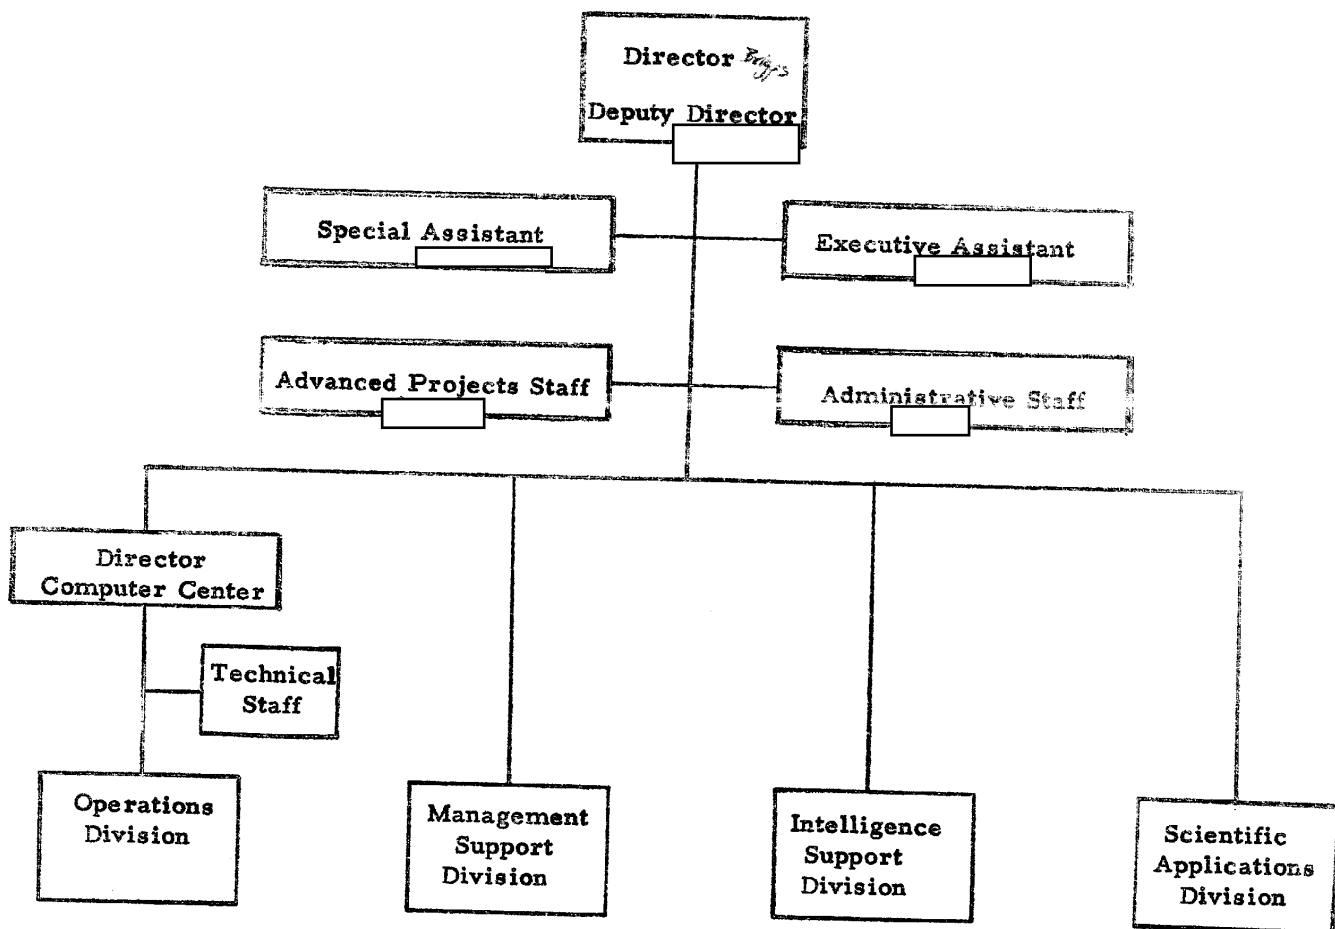 Director Briggs
Deputy Director
Special Assistant
Executive Assistant
Advanced Projects Staff
Administrative Staff
Director
Computer Center
Technical
Staff
Operations
Division
Management
Support
Division
Intelligence
Support
Division
Scientific
Applications
Division